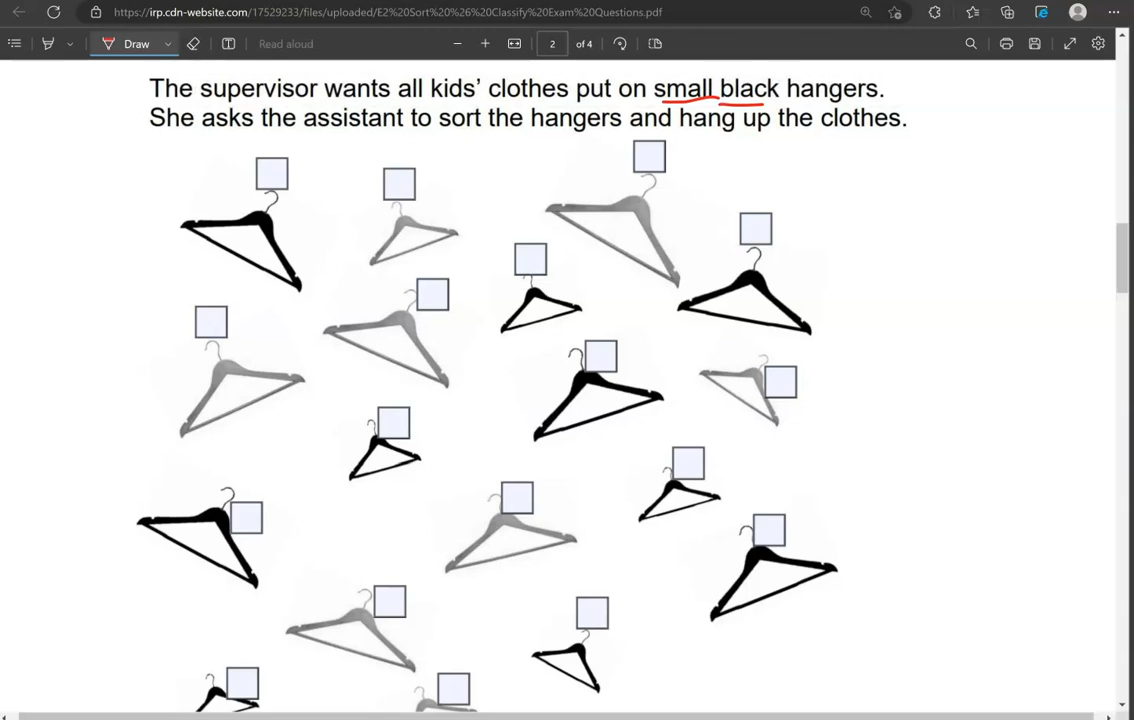 https://irp.cdn-website.com/17529233/files/uploaded/E2%20Sort%20%26%20Classify%20Exam%20Questions.pdf
Draw
Read aloud
2 of 4
The supervisor wants all kids' clothes put on small black hangers.
She asks the assistant to sort the hangers and hang up the clothes.